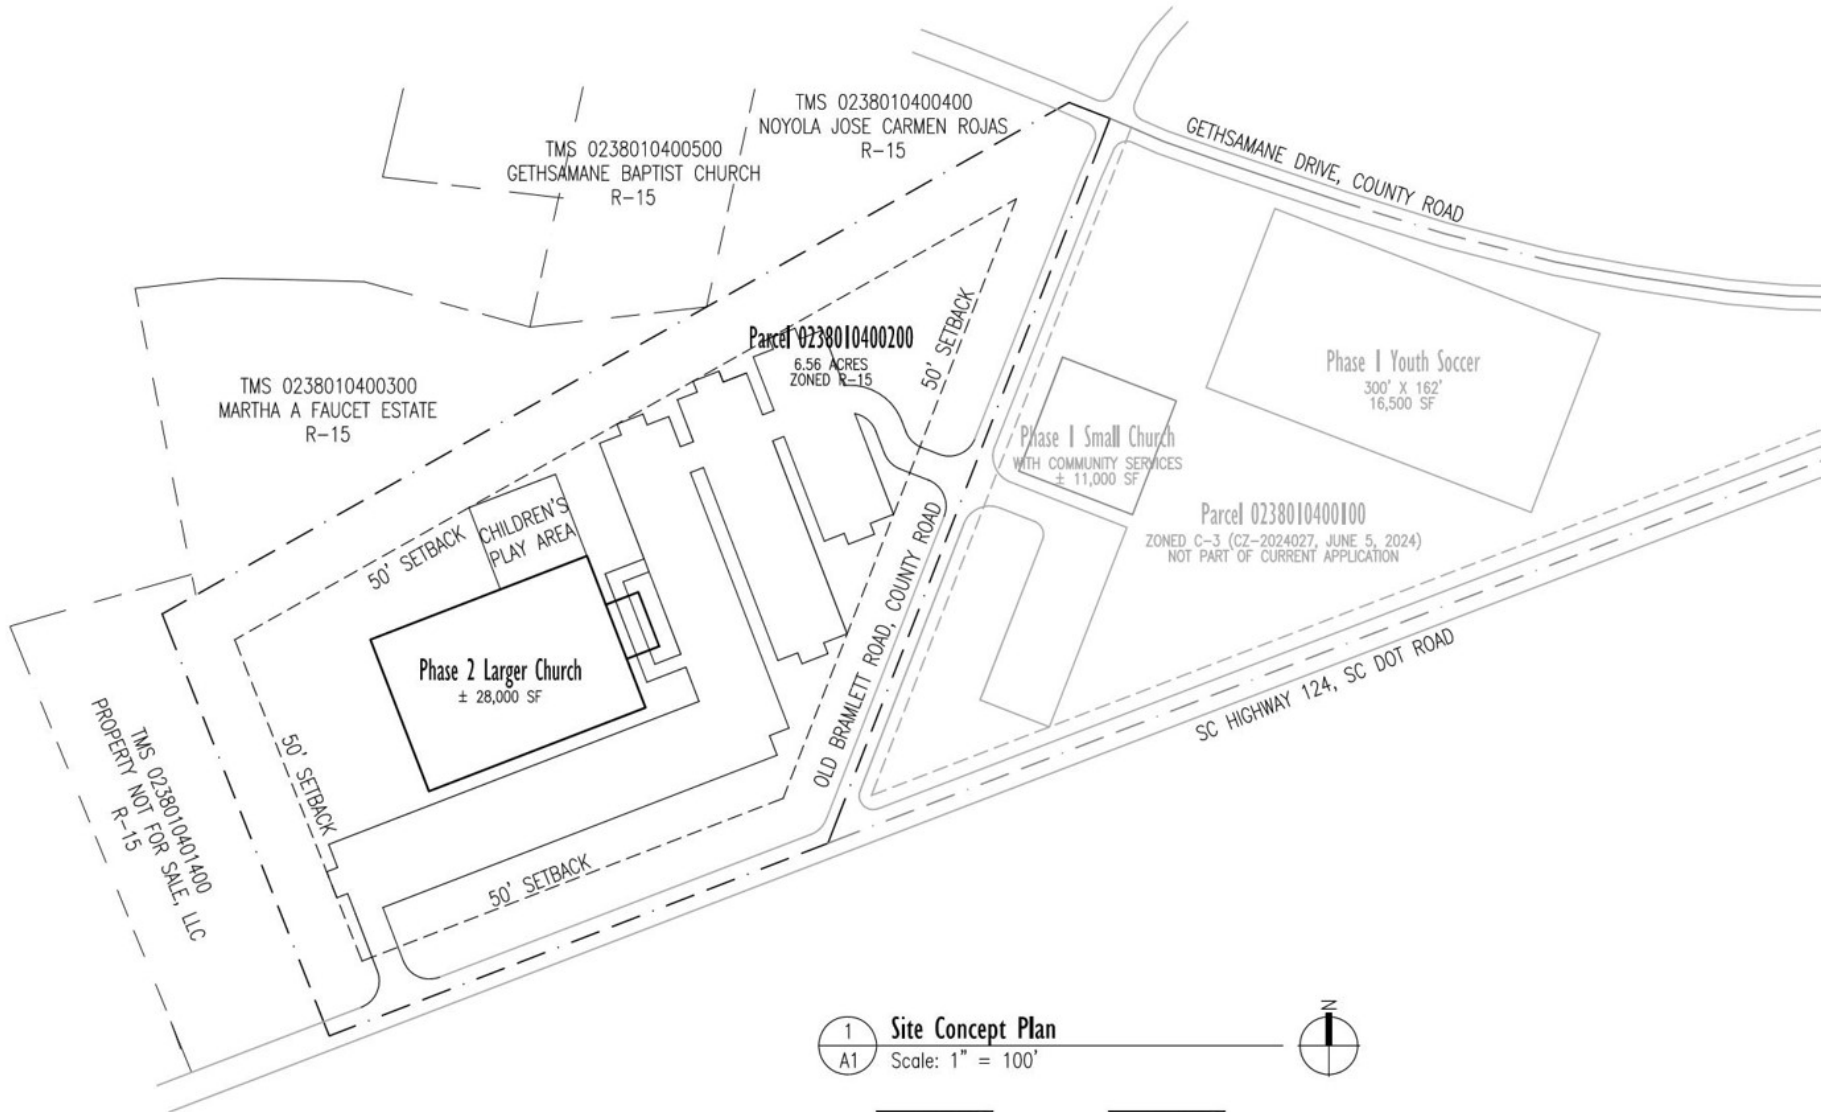 TMS 0238010400400
NOYOLA JOSE CARMEN ROJAS
R-15
TMS 0238010400500
GETHSAMANE BAPTIST CHURCH
R-15
GETHSAMANE DRIVE, COUNTY ROAD
TMS 0238010400300
MARTHA A FAUCET ESTATE
R-15
Parcel 0238010400200
6.56 ACRES
ZONED R-15
50' SETBACK
Phase 1 Youth Soccer
300' X 162'
16,500 SF
Phase 1 Small Church
WITH COMMUNITY SERVICES
± 11,000 SF
Parcel 0238010400100
ZONED C-3 (CZ-2024027, JUNE 5, 2024)
NOT PART OF CURRENT APPLICATION
50' SETBACK
CHILDREN'S
PLAY AREA
Phase 2 Larger Church
± 28,000 SF
OLD BRAMLETT ROAD, COUNTY ROAD
SC HIGHWAY 124, SC DOT ROAD
TMS 0238010401400
PROPERTY NOT FOR SALE, LLC
R-15
50' SETBACK
50' SETBACK
1
A1
Site Concept Plan
Scale: 1" = 100'
N